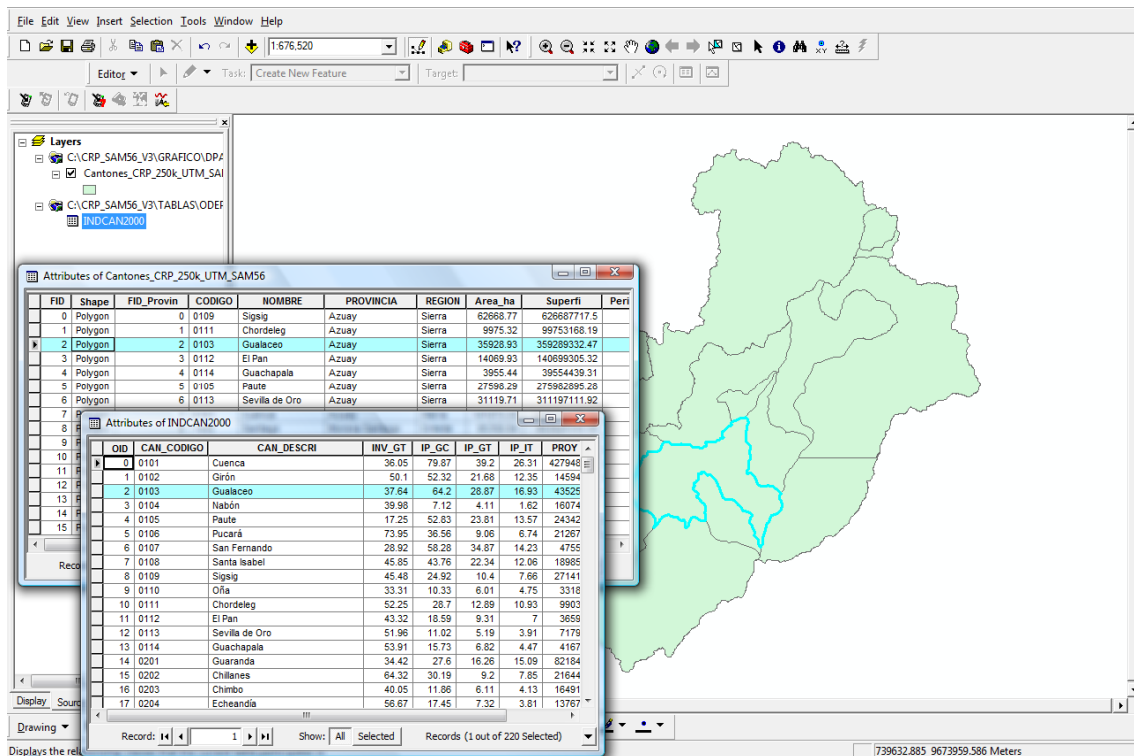 File Edit View Insert Selection Tools Window Help
1:676,520
Editor Task: Create New Feature Target:
Layers
C:\CRP_SAM56_V3\GRAFICO\DPA
Cantones_CRP_250k_UTM_SAM
C:\CRP_SAM56_V3\TABLAS\ODEP
INDCAN2000
Attributes of Cantones_CRP_250k_UTM_SAM56
FID Shape FID_Provin CODIGO NOMBRE PROVINCIA REGION Area_ha Superfi Peri
0 Polygon 0 0109 Sigsig Azuay Sierra 62668.77 626687717.5
1 Polygon 1 0111 Chordeleg Azuay Sierra 9975.32 99753168.19
2 Polygon 2 0103 Gualaceo Azuay Sierra 35928.93 359289332.47
3 Polygon 3 0112 El Pan Azuay Sierra 14069.93 140699305.32
4 Polygon 4 0114 Guachapala Azuay Sierra 3955.44 39554439.31
5 Polygon 5 0105 Paute Azuay Sierra 27598.29 275982895.28
6 Polygon 6 0113 Sevilla de Oro Azuay Sierra 31119.71 311197111.92
7 P
8 P
9 P
10 P
11 P
12 P
13 P
14 P
15 P
Reco
Attributes of INDCAN2000
OID CAN_CODIGO CAN_DESCRI INV_GT IP_GC IP_GT IP_IT PROY
0 0101 Cuenca 36.05 79.87 39.2 26.31 427948
1 0102 Girón 50.1 52.32 21.68 12.35 14594
2 0103 Gualaceo 37.64 64.2 28.87 16.93 43525
3 0104 Nabón 39.98 7.12 4.11 1.62 16074
4 0105 Paute 17.25 52.83 23.81 13.57 24342
5 0106 Pucará 73.95 36.56 9.06 6.74 21267
6 0107 San Fernando 28.92 58.28 34.87 14.23 4755
7 0108 Santa Isabel 45.85 43.76 22.34 12.06 18985
8 0109 Sigsig 45.48 24.92 10.4 7.66 27141
9 0110 Oña 33.31 10.33 6.01 4.75 3318
10 0111 Chordeleg 52.25 28.7 12.89 10.93 9903
11 0112 El Pan 43.32 18.59 9.31 7 3659
12 0113 Sevilla de Oro 51.96 11.02 5.19 3.91 7179
13 0114 Guachapala 53.91 15.73 6.82 4.47 4167
14 0201 Guaranda 34.42 27.6 16.26 15.09 82184
15 0202 Chillanes 64.32 30.19 9.2 7.85 21644
16 0203 Chimbo 40.05 11.86 6.11 4.13 16491
17 0204 Echeandía 56.67 17.45 7.32 3.81 13767
Record: 1 Show: All Selected Records (1 out of 220 Selected)
Display Sourc
Drawing
Displays the rel
739632.885 9673959.586 Meters